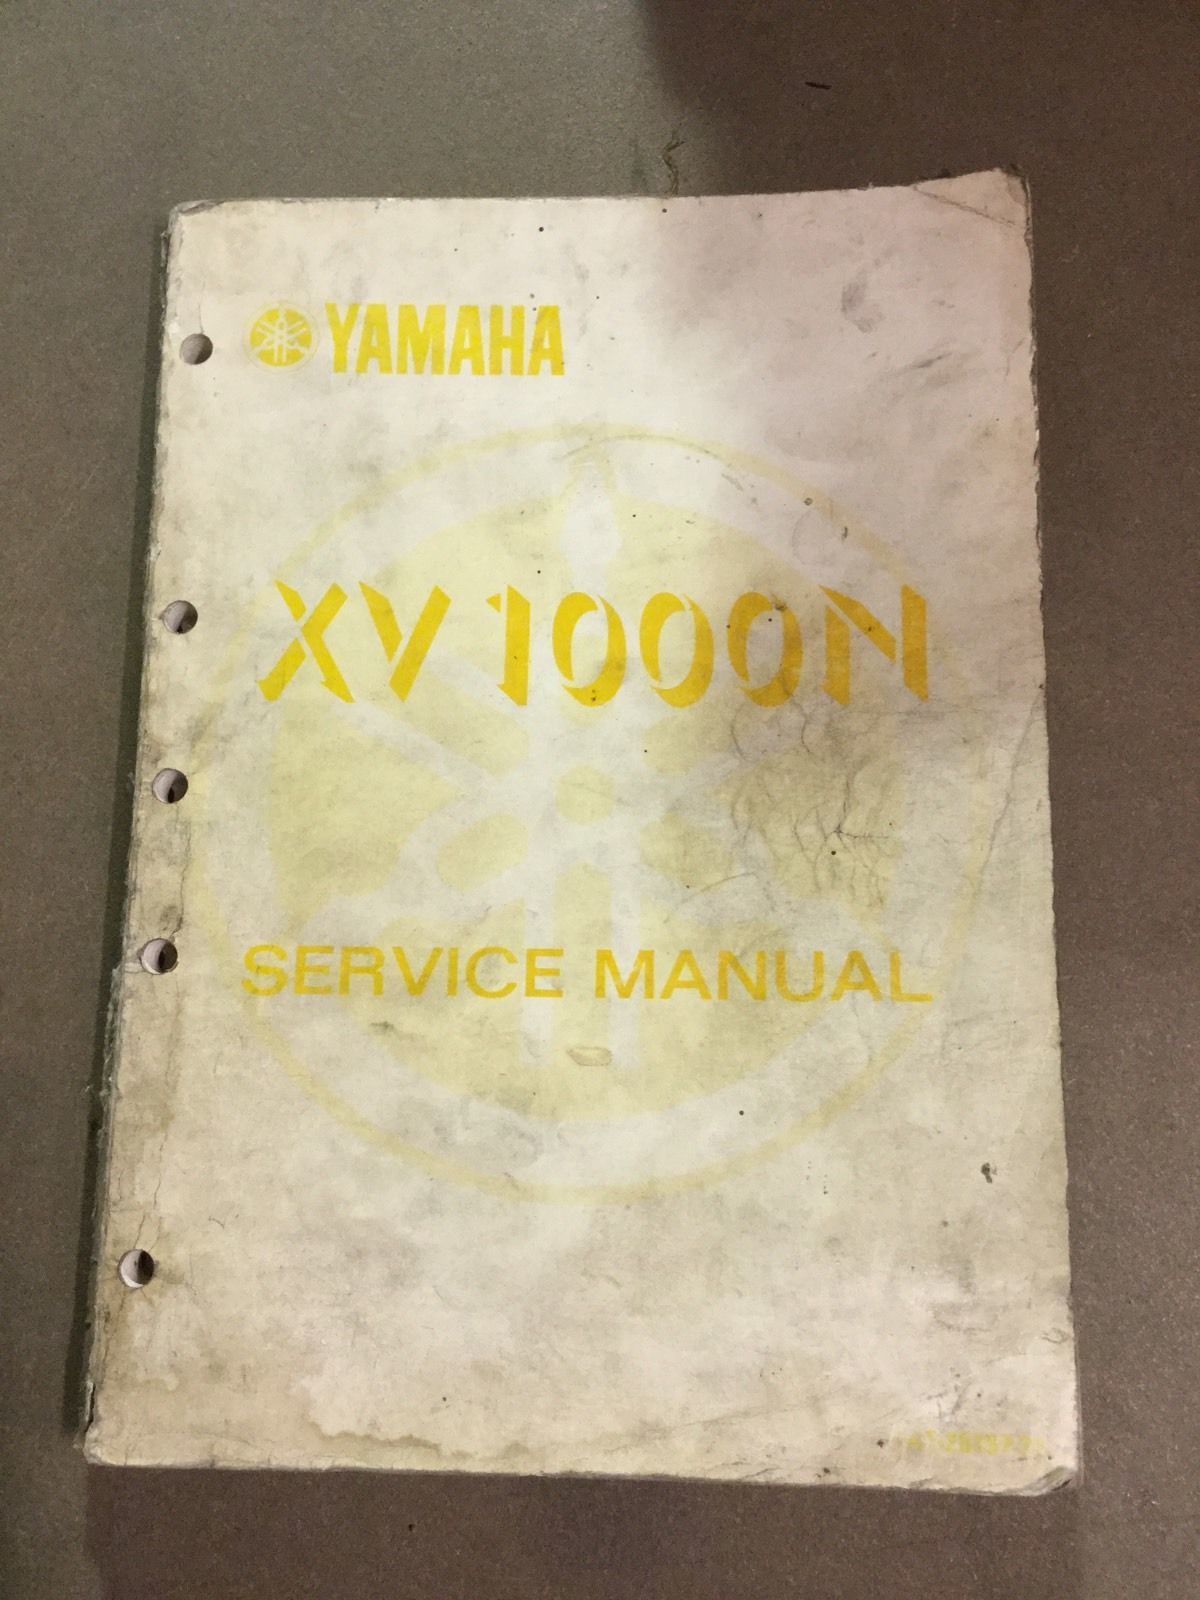 YAMAHA
XV1000N
SERVICE MANUAL